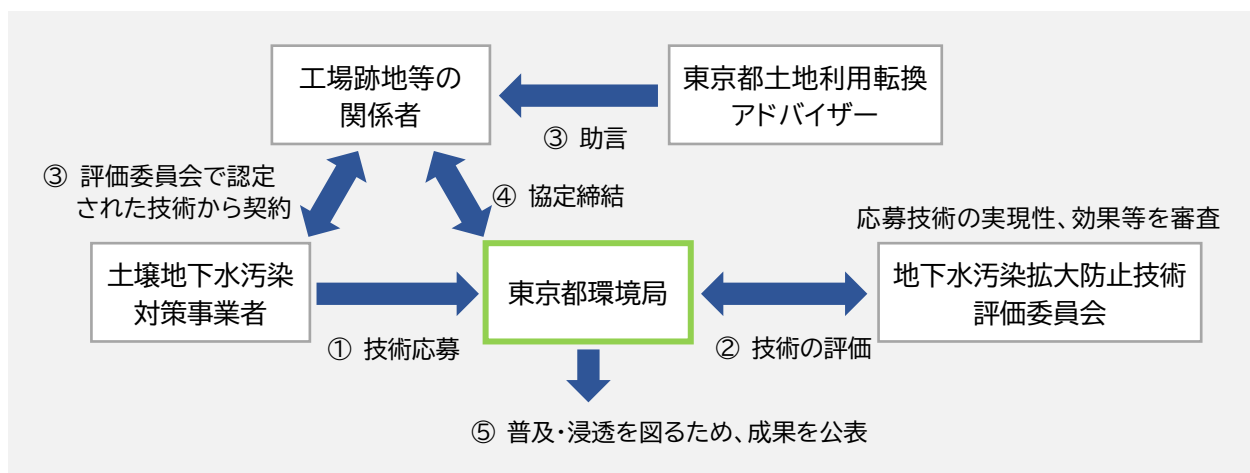 工場跡地等の
関係者
東京都土地利用転換
アドバイザー
③ 助言
③ 評価委員会で認定
された技術から契約
④ 協定締結
応募技術の実現性、効果等を審査
土壌地下水汚染
対策事業者
東京都環境局
地下水汚染拡大防止技術
評価委員会
① 技術応募
② 技術の評価
⑤ 普及・浸透を図るため、成果を公表